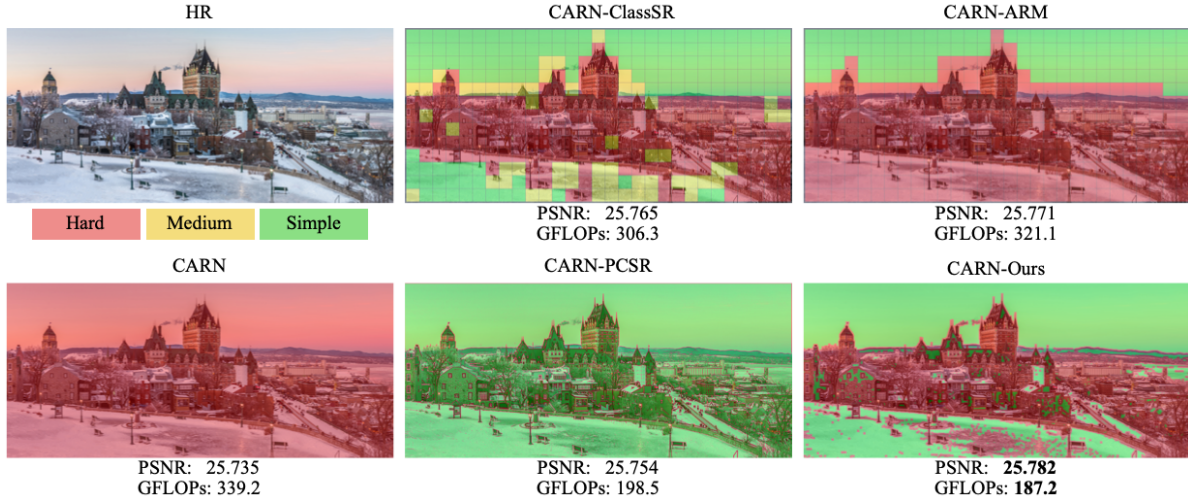 HR
CARN-ClassSR
CARN-ARM
Hard
Medium
Simple
PSNR: 25.765
GFLOPs: 306.3
PSNR: 25.771
GFLOPs: 321.1
CARN
CARN-PCSR
CARN-Ours
PSNR: 25.735
GFLOPs: 339.2
PSNR: 25.754
GFLOPs: 198.5
PSNR: 25.782
GFLOPs: 187.2